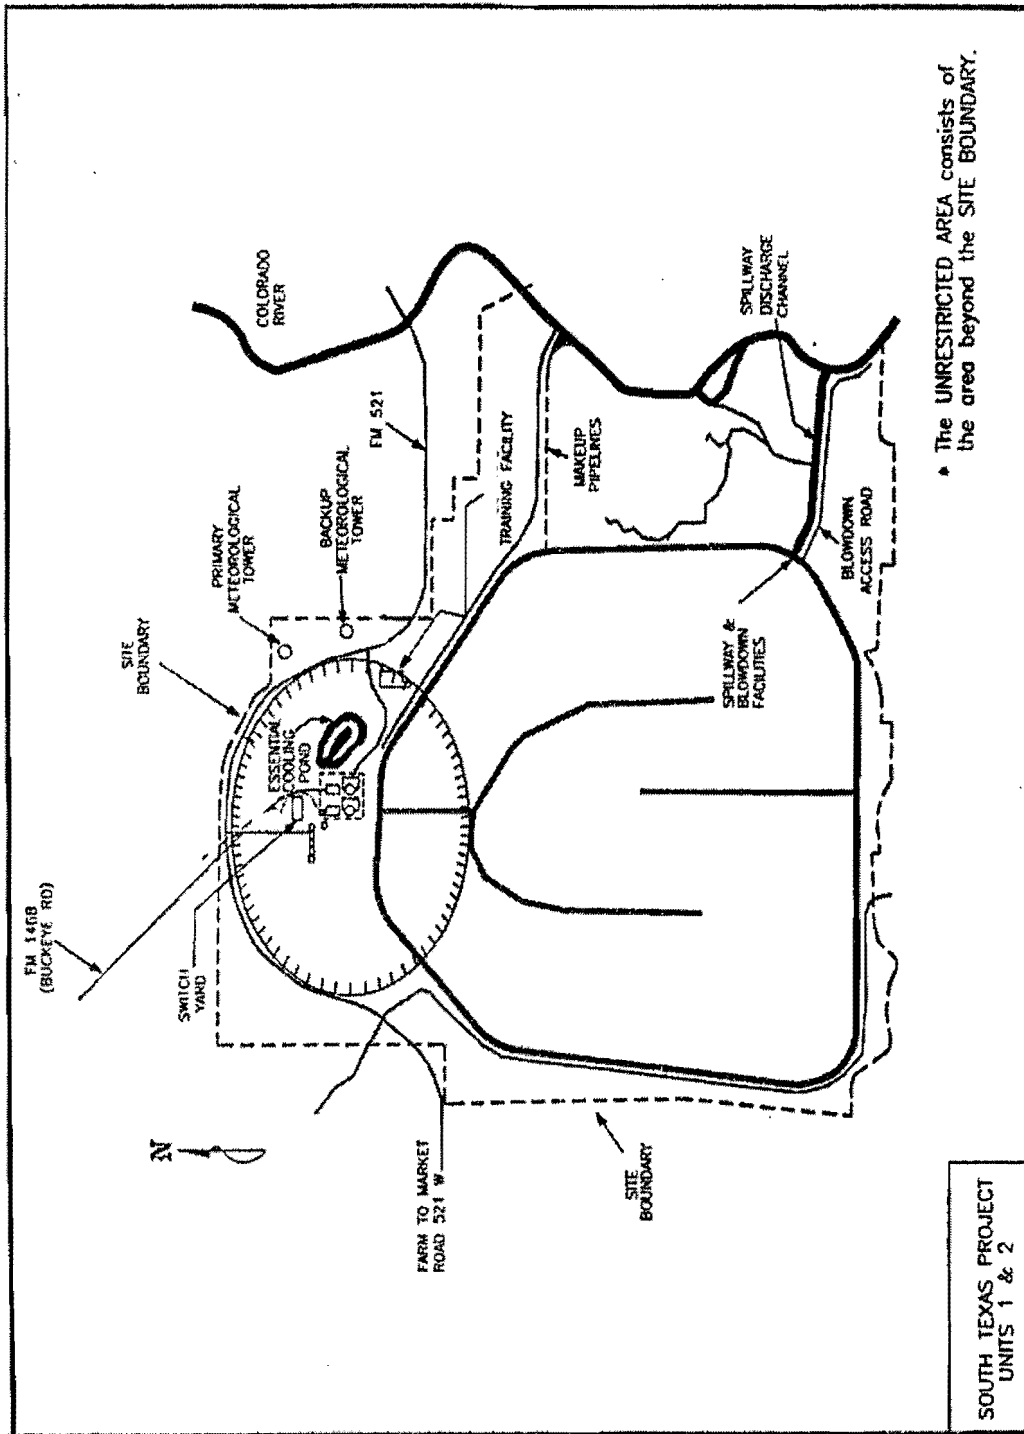 FM 1468
(BUCKEYE RD)
SITE
BOUNDARY
PRIMARY
METEOROLOGICAL
TOWER
COLORADO
RIVER
SWITCH
YARD
ESSENTIAL
COOLING
POND
BACKUP
METEOROLOGICAL
TOWER
FM 521
N
TRAINING FACILITY
FARM TO MARKET
ROAD 521 W
MAKEUP
PIPELINES
SITE
BOUNDARY
SPILLWAY &
BLOWDOWN
FACILITIES
SPILLWAY
DISCHARGE
CHANNEL
BLOWDOWN
ACCESS ROAD
* The UNRESTRICTED AREA consists of
the area beyond the SITE BOUNDARY.
SOUTH TEXAS PROJECT
UNITS 1 & 2